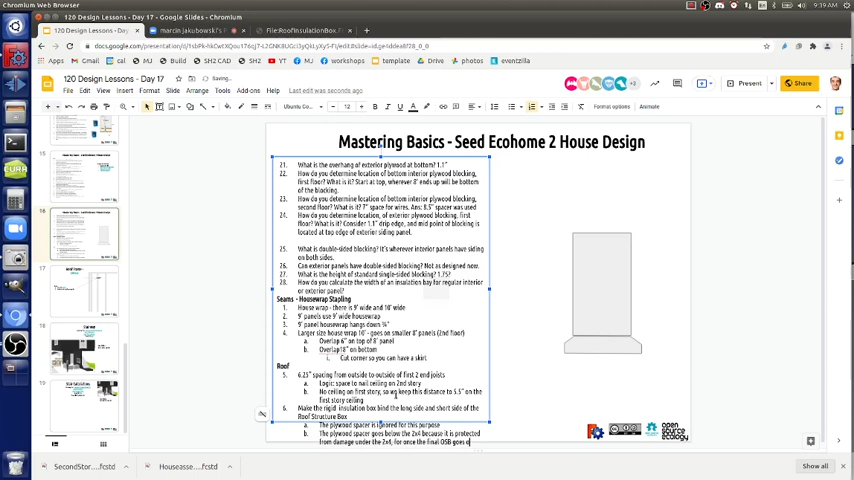 Chromium Web Browser
9:19 AM
120 Design Lessons - Day 17 - Google Slides - Chromium
120 Design Lessons - Day 17
marcin jakubowski's
File:RoofInsulationBox.F
Apps
M
Build
SH2 CAD
SH2
YT
MJ
workshops
template
Drive
photos
eventzilla
120 Design Lessons - Day 17
Saving...
File Edit View Insert Format Slide Arrange Tools Add-ons Help
Last edit was seconds ago
+3
Present
Share
Ubuntu Co...
12
B I U A
Format options
Animate
Mastering Basics - Seed Ecohome 2 House Design
21. What is the overhang of exterior plywood at bottom? 1.1"
22. How do you determine location of bottom interior plywood blocking,
first floor? What is it? Start at top, wherever 8' ends up will be bottom
of the blocking.
23. How do you determine location of bottom interior plywood blocking,
second floor? What is it? 7" space for wires. Ans: 8.5" spacer was used
24. How do you determine location, of exterior plywood blocking, first
floor? What is it? Consider 1.1" drip edge, and mid point of blocking is
located at top edge of exterior siding panel.
25. What is double-sided blocking? It's wherever interior panels have siding
on both sides.
26. Can exterior panels have double-sided blocking? Not as designed now.
27. What is the height of standard single-sided blocking? 1.75?
28. How do you calculate the width of an insulation bay for regular interior
or exterior panel?
Seams - Housewrap Stapling
1. House wrap - there is 9' wide and 10' wide
2. 9' panels use 9' wide housewrap
3. 9' panel housewrap hangs down ¾"
4. Larger size house wrap 10' - goes on smaller 8' panels (2nd floor)
a. Overlap 6" on top of 8' panel
b. Overlap18" on bottom
i. Cut corner so you can have a skirt
Roof
5. 6.25" spacing from outside to outside of first 2 end joists
a. Logic: space to nail ceiling on 2nd story
b. No ceiling on first story, so we keep this distance to 5.5" on the
first story ceiling
6. Make the rigid insulation box bind the long side and short side of the
Roof Structure Box
a. The plywood spacer is ignored for this purpose
b. The plywood spacer goes below the 2x4 because it is protected
from damage under the 2x4, for once the final OSB goes o
15
16
17
18
19
OPEN
SOURCE
ECOLOGY
SecondStor....fcstd
Houseasse....fcstd
Show all